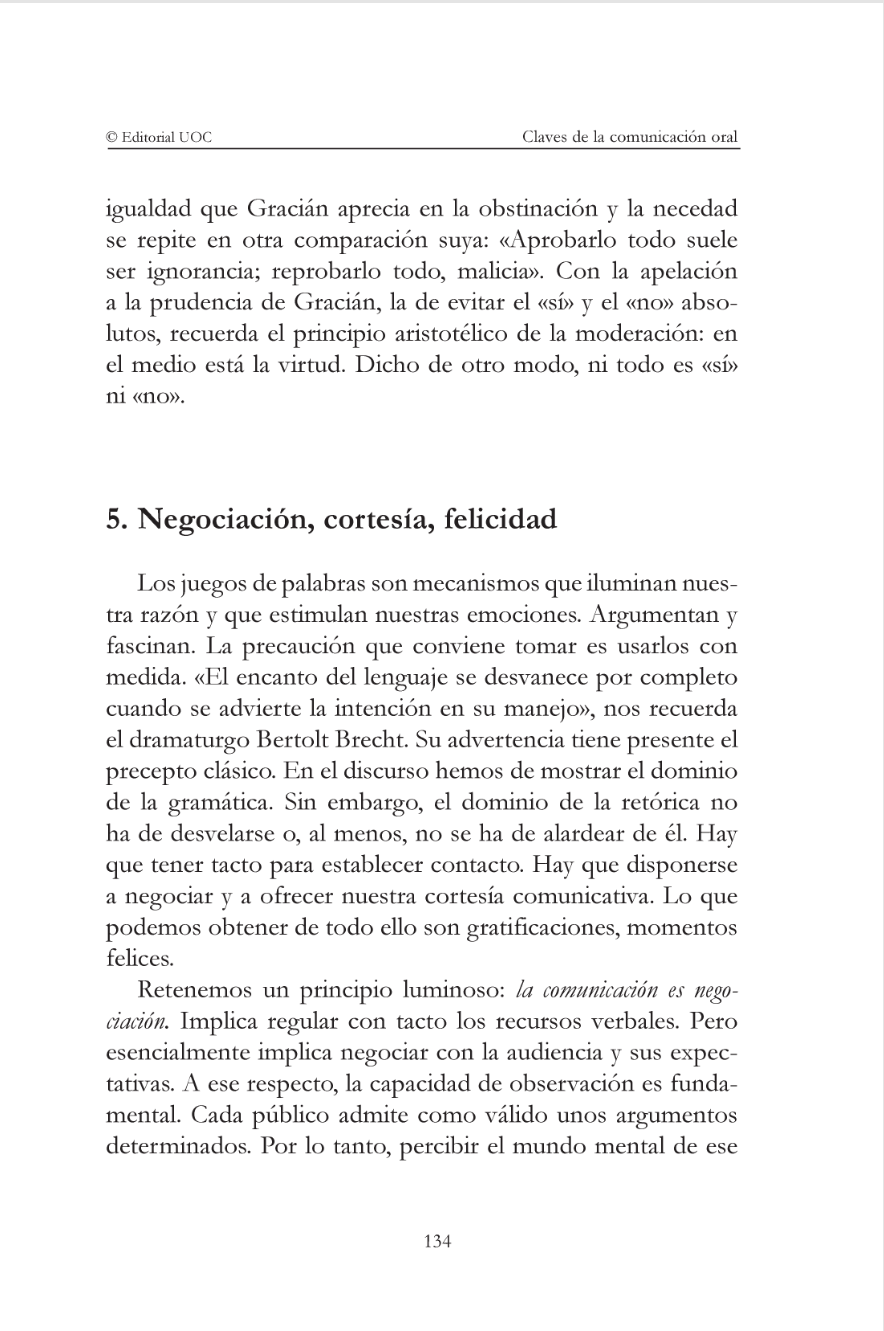 © Editorial UOC
Claves de la comunicación oral
igualdad que Gracián aprecia en la obstinación y la necedad
se repite en otra comparación suya: «Aprobarlo todo suele
ser ignorancia; reprobarlo todo, malicia». Con la apelación
a la prudencia de Gracián, la de evitar el «sí» y el «no» abso-
lutos, recuerda el principio aristotélico de la moderación: en
el medio está la virtud. Dicho de otro modo, ni todo es «sí»
ni «no».
5. Negociación, cortesía, felicidad
Los juegos de palabras son mecanismos que iluminan nues-
tra razón y que estimulan nuestras emociones. Argumentan y
fascinan. La precaución que conviene tomar es usarlos con
medida. «El encanto del lenguaje se desvanece por completo
cuando se advierte la intención en su manejo», nos recuerda
el dramaturgo Bertolt Brecht. Su advertencia tiene presente el
precepto clásico. En el discurso hemos de mostrar el dominio
de la gramática. Sin embargo, el dominio de la retórica no
ha de desvelarse o, al menos, no se ha de alardear de él. Hay
que tener tacto para establecer contacto. Hay que disponerse
a negociar y a ofrecer nuestra cortesía comunicativa. Lo que
podemos obtener de todo ello son gratificaciones, momentos
felices.
Retenemos un principio luminoso: la comunicación es nego-
ciación. Implica regular con tacto los recursos verbales. Pero
esencialmente implica negociar con la audiencia y sus expec-
tativas. A ese respecto, la capacidad de observación es funda-
mental. Cada público admite como válido unos argumentos
determinados. Por lo tanto, percibir el mundo mental de ese
134